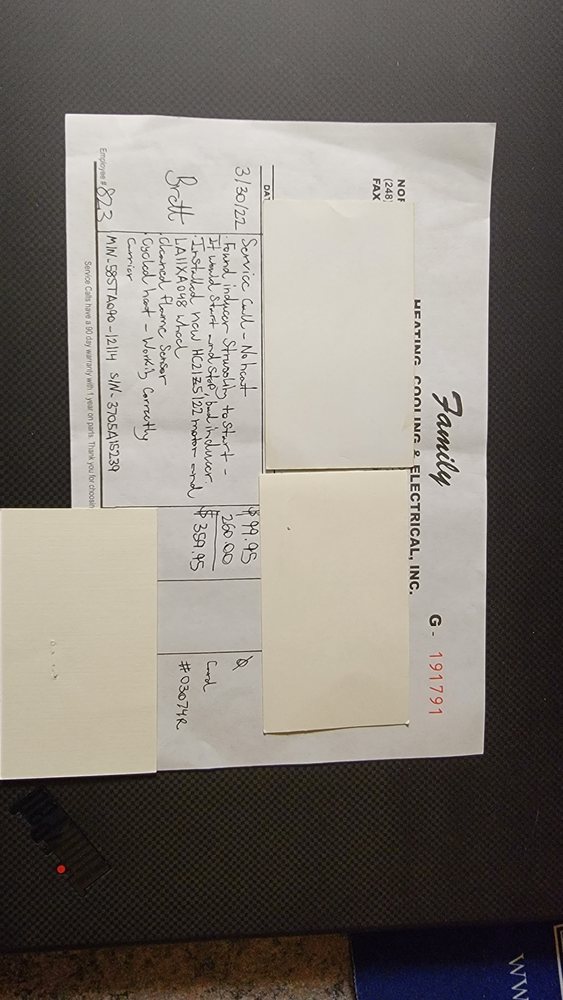 Family
HEATING, COOLING & ELECTRICAL, INC.
G - 191791
NOR
(248)
FAX
DAT
3/30/22
Brett
Service Call - No heat
· Found inducer Struggling to Start -
It would Start and Stop, bad inducer.
· Installed new HC21ZS122 motor and
LA11XA048 wheel
· cleaned flame Sensor
· Cycled heat - Working Correctly
Carrier
M/N - 58STA090-12114 S/N - 3705A15239
$ 99.95
260.00
$ 359.95
Card
#03074R
Employee # 823
Service Calls have a 90 day warranty with 1 year on parts. Thank you for choosin
WW